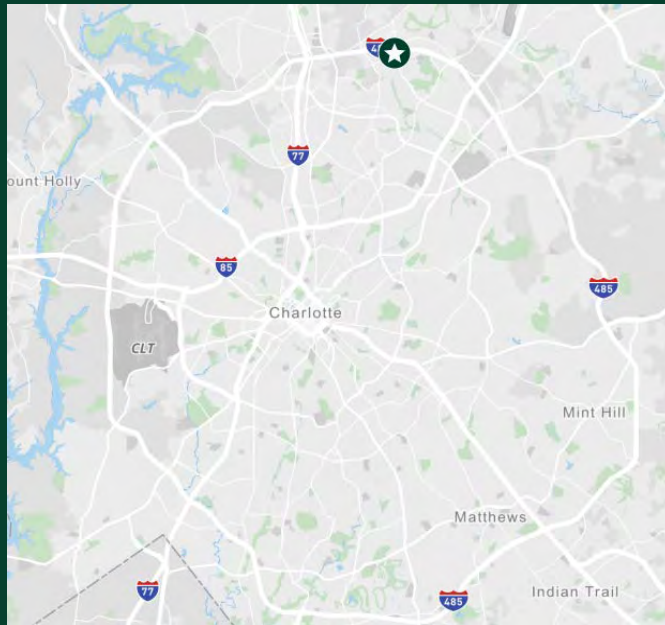 77
ount Holly
85
485
Charlotte
CLT
Mint Hill
Matthews
Indian Trail
77
485